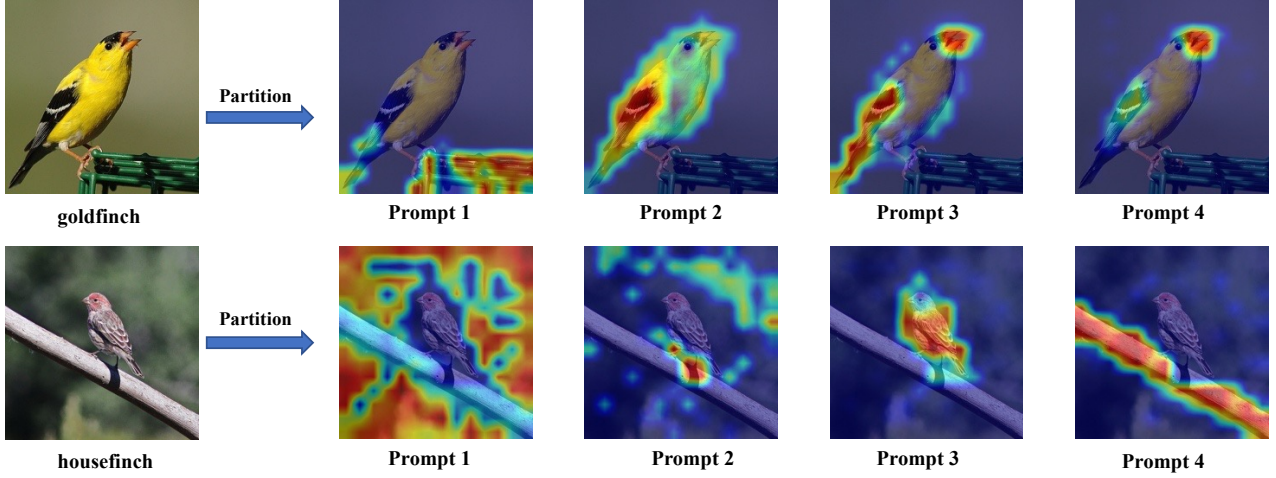 Partition
goldfinch
Prompt 1
Prompt 2
Prompt 3
Prompt 4
Partition
housefinch
Prompt 1
Prompt 2
Prompt 3
Prompt 4